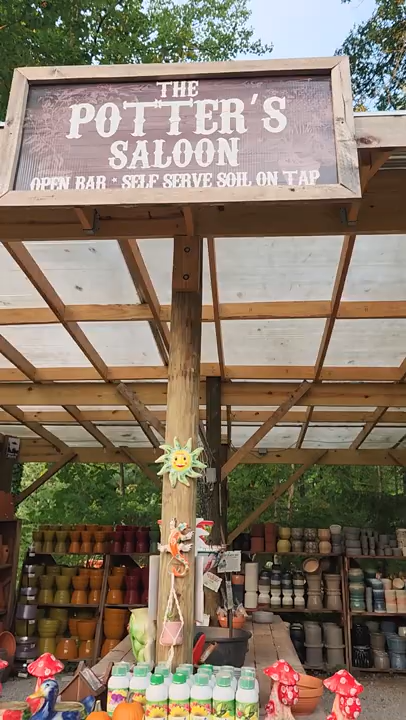 THE
POTTER'S
SALOON
OPEN BAR * SELF SERVE SOIL ON TAP